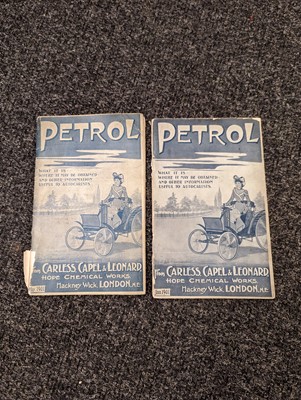 PETROL
WHAT IT IS
WHERE IT MAY BE OBTAINED
AND OTHER INFORMATION
USEFUL TO AUTOCARISTS.
From CARLESS, CAPEL & LEONARD,
HOPE CHEMICAL WORKS,
Hackney Wick, LONDON, N.E.
PETROL
WHAT IT IS
WHERE IT MAY BE OBTAINED
AND OTHER INFORMATION
USEFUL TO AUTOCARISTS.
From CARLESS, CAPEL & LEONARD,
HOPE CHEMICAL WORKS,
Hackney Wick, LONDON, N.E.